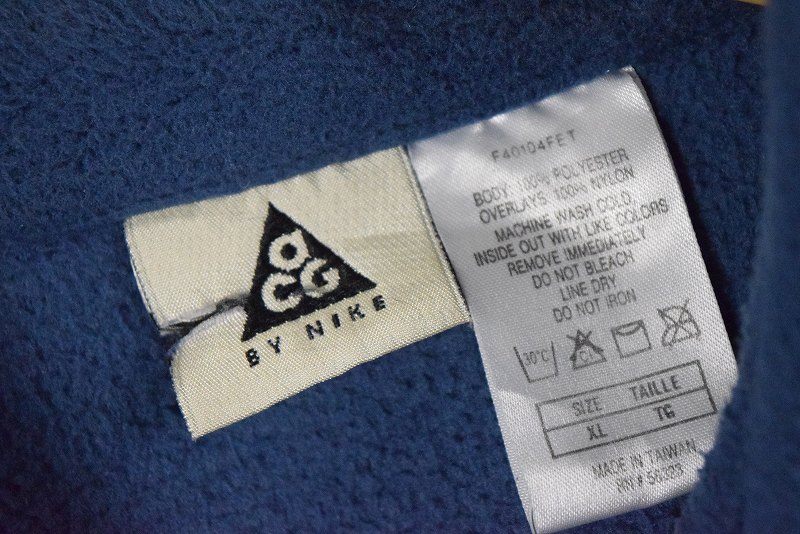 aCG
BY NIKE
F40104FET
BODY: 100% POLYESTER
OVERLAYS: 100% NYLON
MACHINE WASH COLD
INSIDE OUT WITH LIKE COLORS
REMOVE IMMEDIATELY
DO NOT BLEACH
LINE DRY
DO NOT IRON
30°C CL
SIZE TAILLE
XL TG
MADE IN TAIWAN